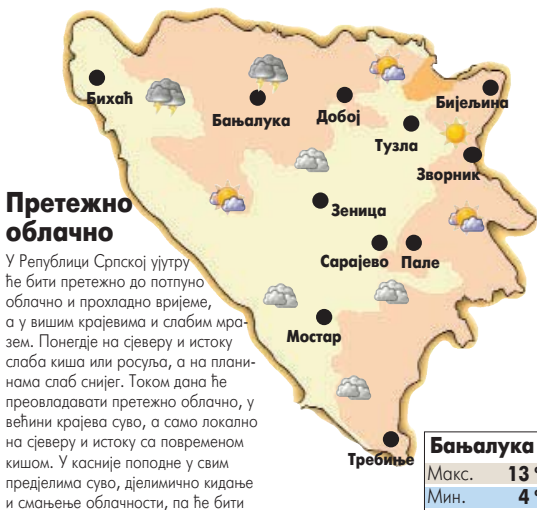 Бихаћ
Бањалука
Добој
Бијељина
Тузла
Зворник
Зеница
Сарајево
Пале
Мостар
Требиње
Претежно
облачно
У Републици Српској ујутру
ће бити претежно до потпуно
облачно и прохладно вријеме,
а у вишим крајевима и слабим мра-
зем. Понегдје на сјеверу и истоку
слаба киша или росуља, а на плани-
нама слаб снијег. Током дана ће
преовладавати претежно облачно, у
већини крајева суво, а само локално
на сјеверу и истоку са повременом
кишом. У касније поподне у свим
предјелима суво, дјелимично кидање
и смањење облачности, па ће бити
Бањалука
Макс. 13 °
Мин. 4 °